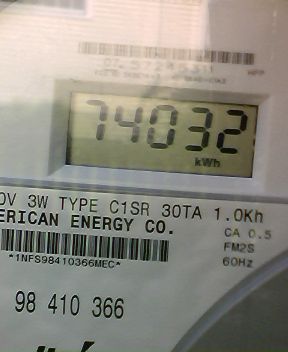 74032
kWh
0V 3W TYPE C1SR 30TA 1.0Kh
ERICAN ENERGY CO.
CA 0.5
*1NFS98410366MEC*
FM2S
60Hz
98 410 366